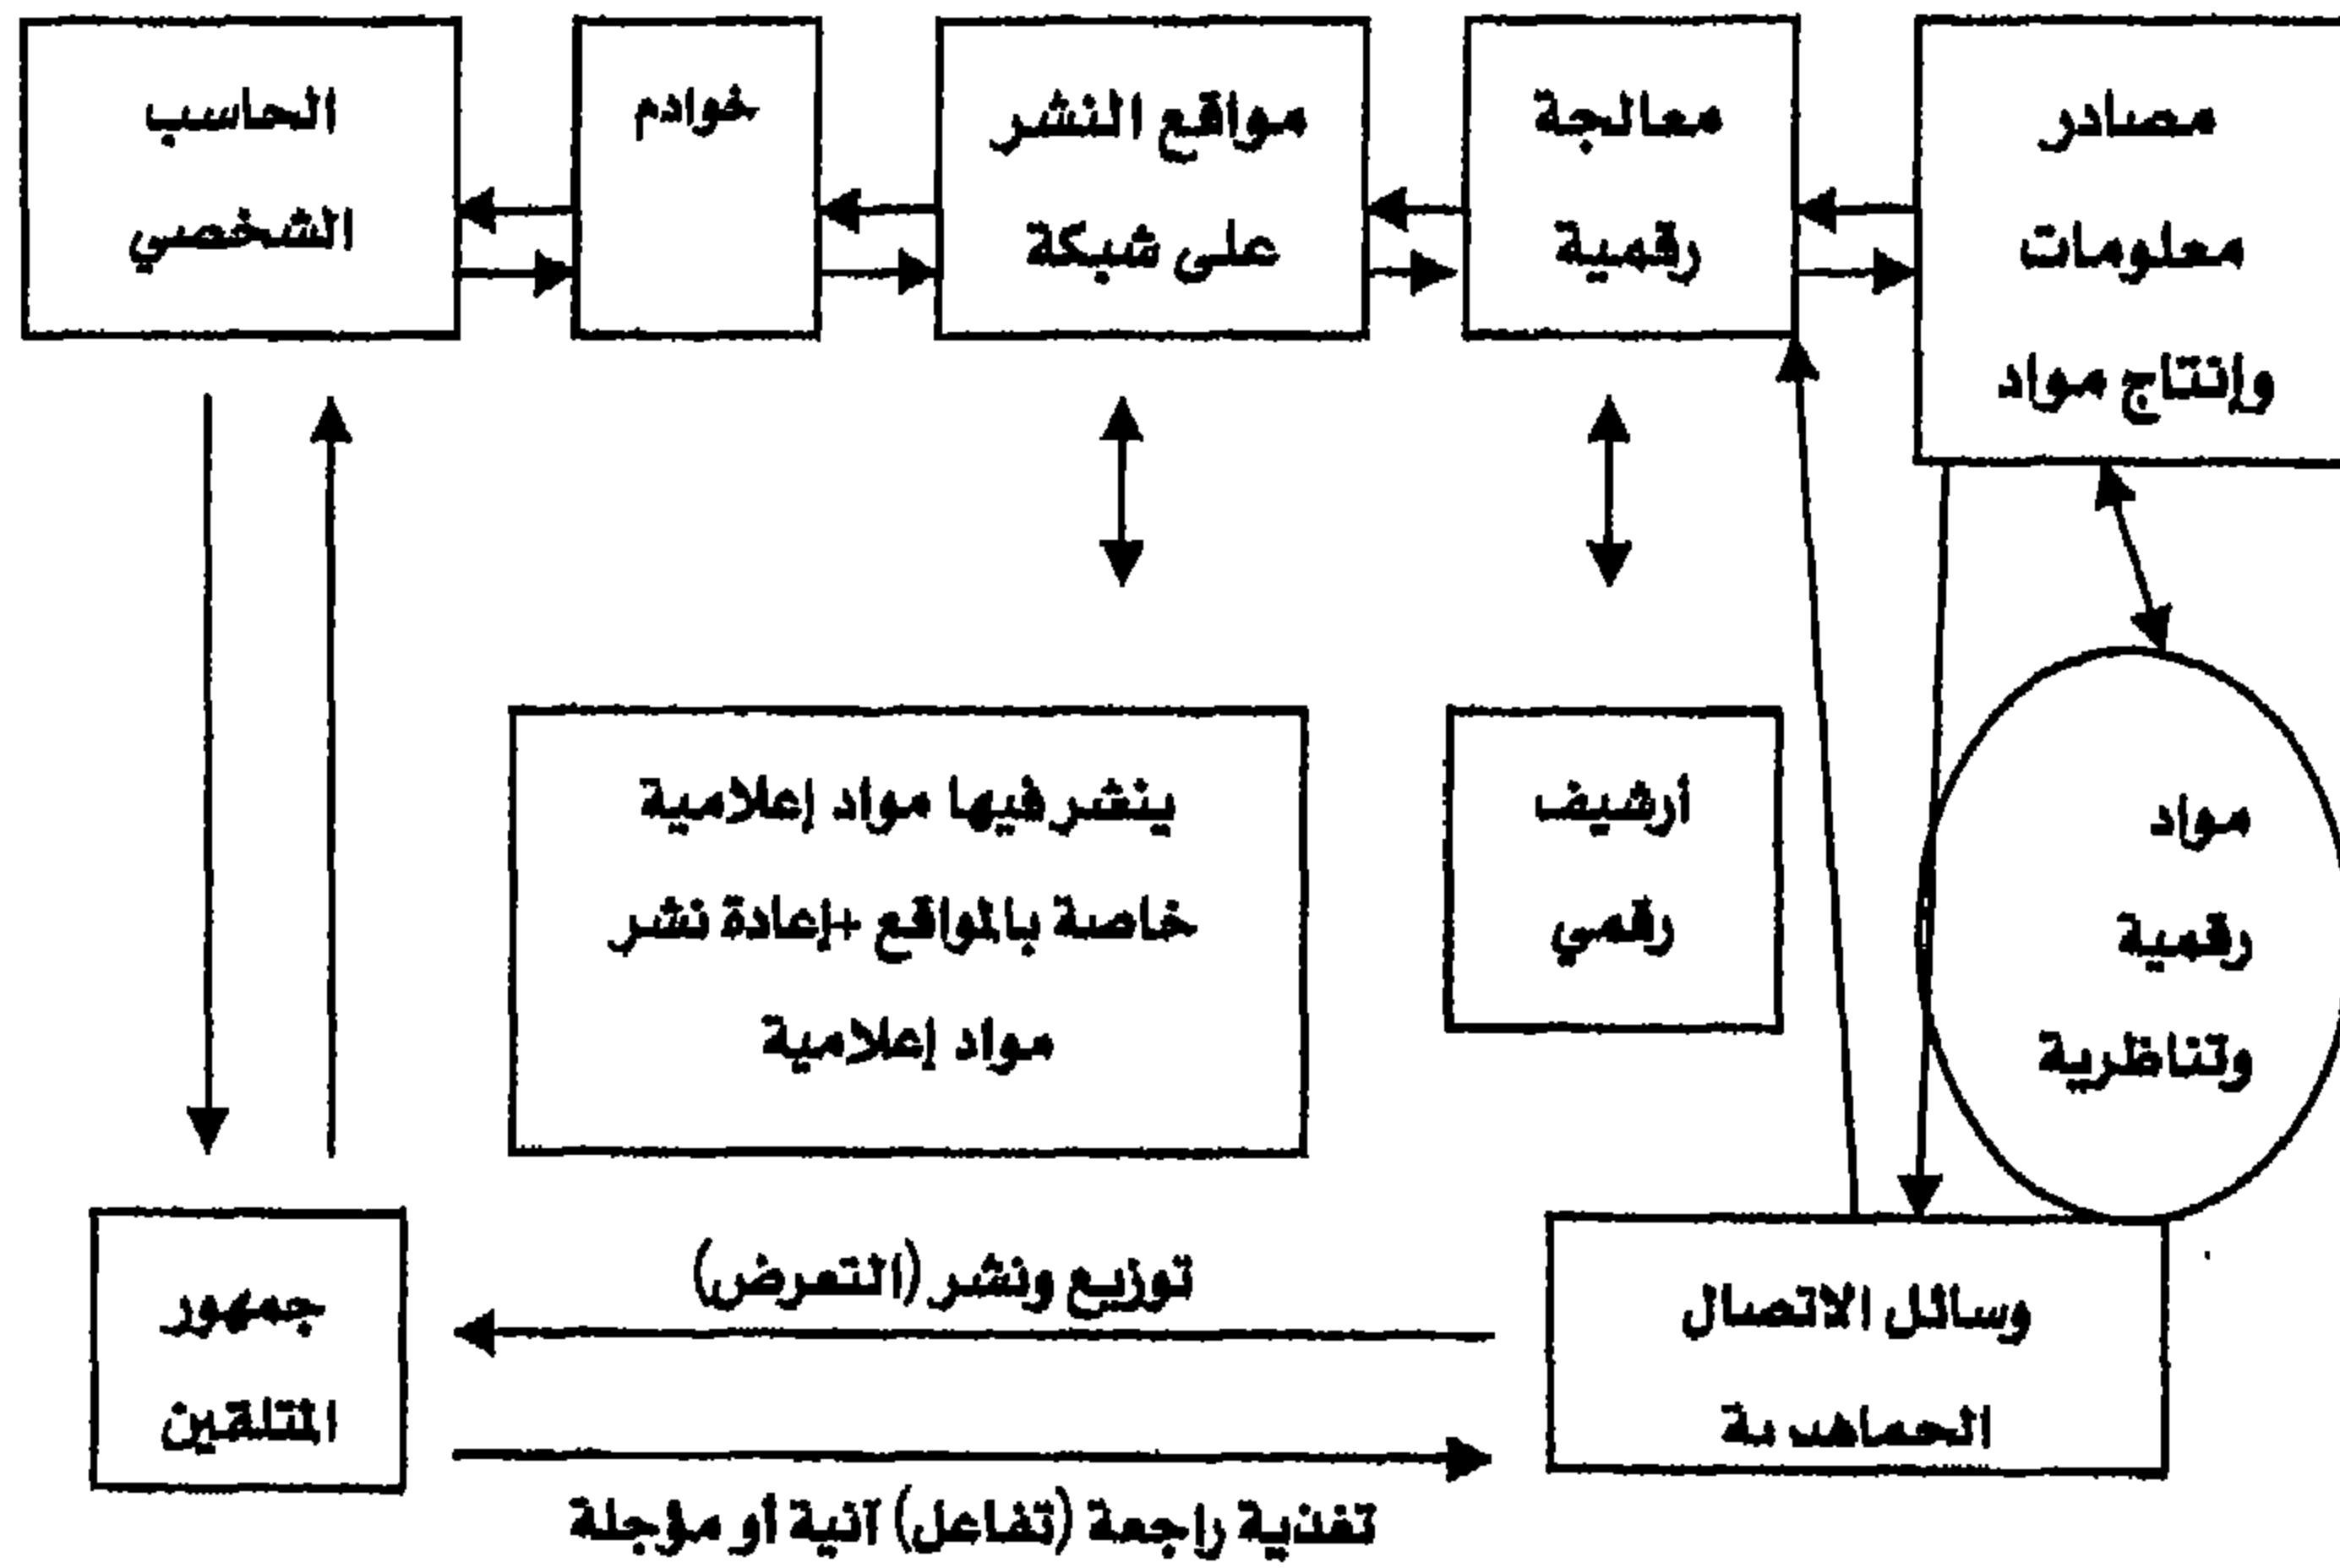 مصادر
معلومات
وإنتاج مواد
معالجة
رقمية
مواقع النشر
على شبكة
خوادم
الحاسب
الشخصي
مواد
رقمية
وتناظرية
أرشيف
رقمي
ينشر فيها مواد إعلامية
خاصة بالمواقع +إعادة نشر
مواد إعلامية
وسائل الاتصال
الجماهيرية
توزيع ونشر (التعرض)
جمهور
المتلقين
تغذية راجعة (تفاعل) آنية أو مؤجلة